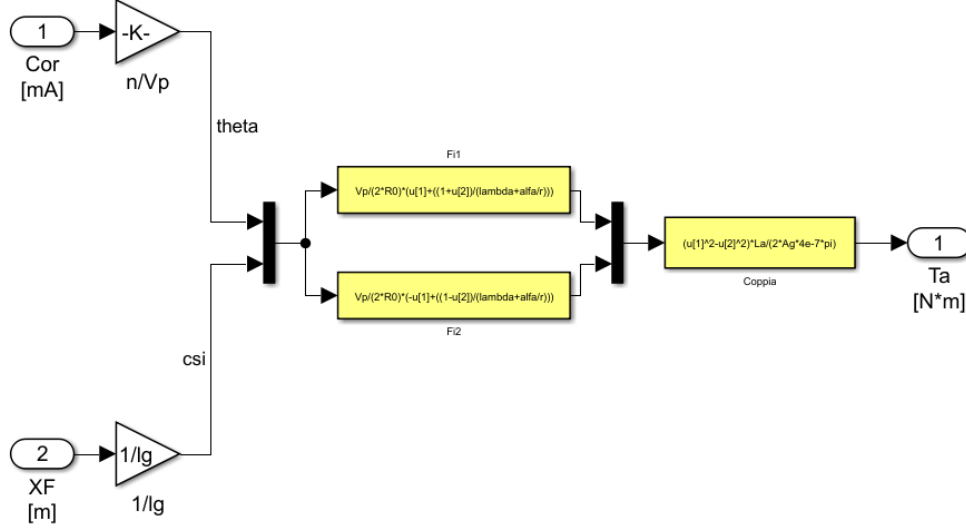 1
Cor
[mA]
-K-
n/Vp
theta
Fi1
Vp/(2*R0)*(u[1]+((1+u[2])/(lambda+alfa/r)))
Vp/(2*R0)*(-u[1]+((1-u[2])/(lambda+alfa/r)))
Fi2
(u[1]^2-u[2]^2)*La/(2*Ag*4e-7*pi)
Coppia
1
Ta
[N*m]
csi
2
XF
[m]
1/lg
1/lg